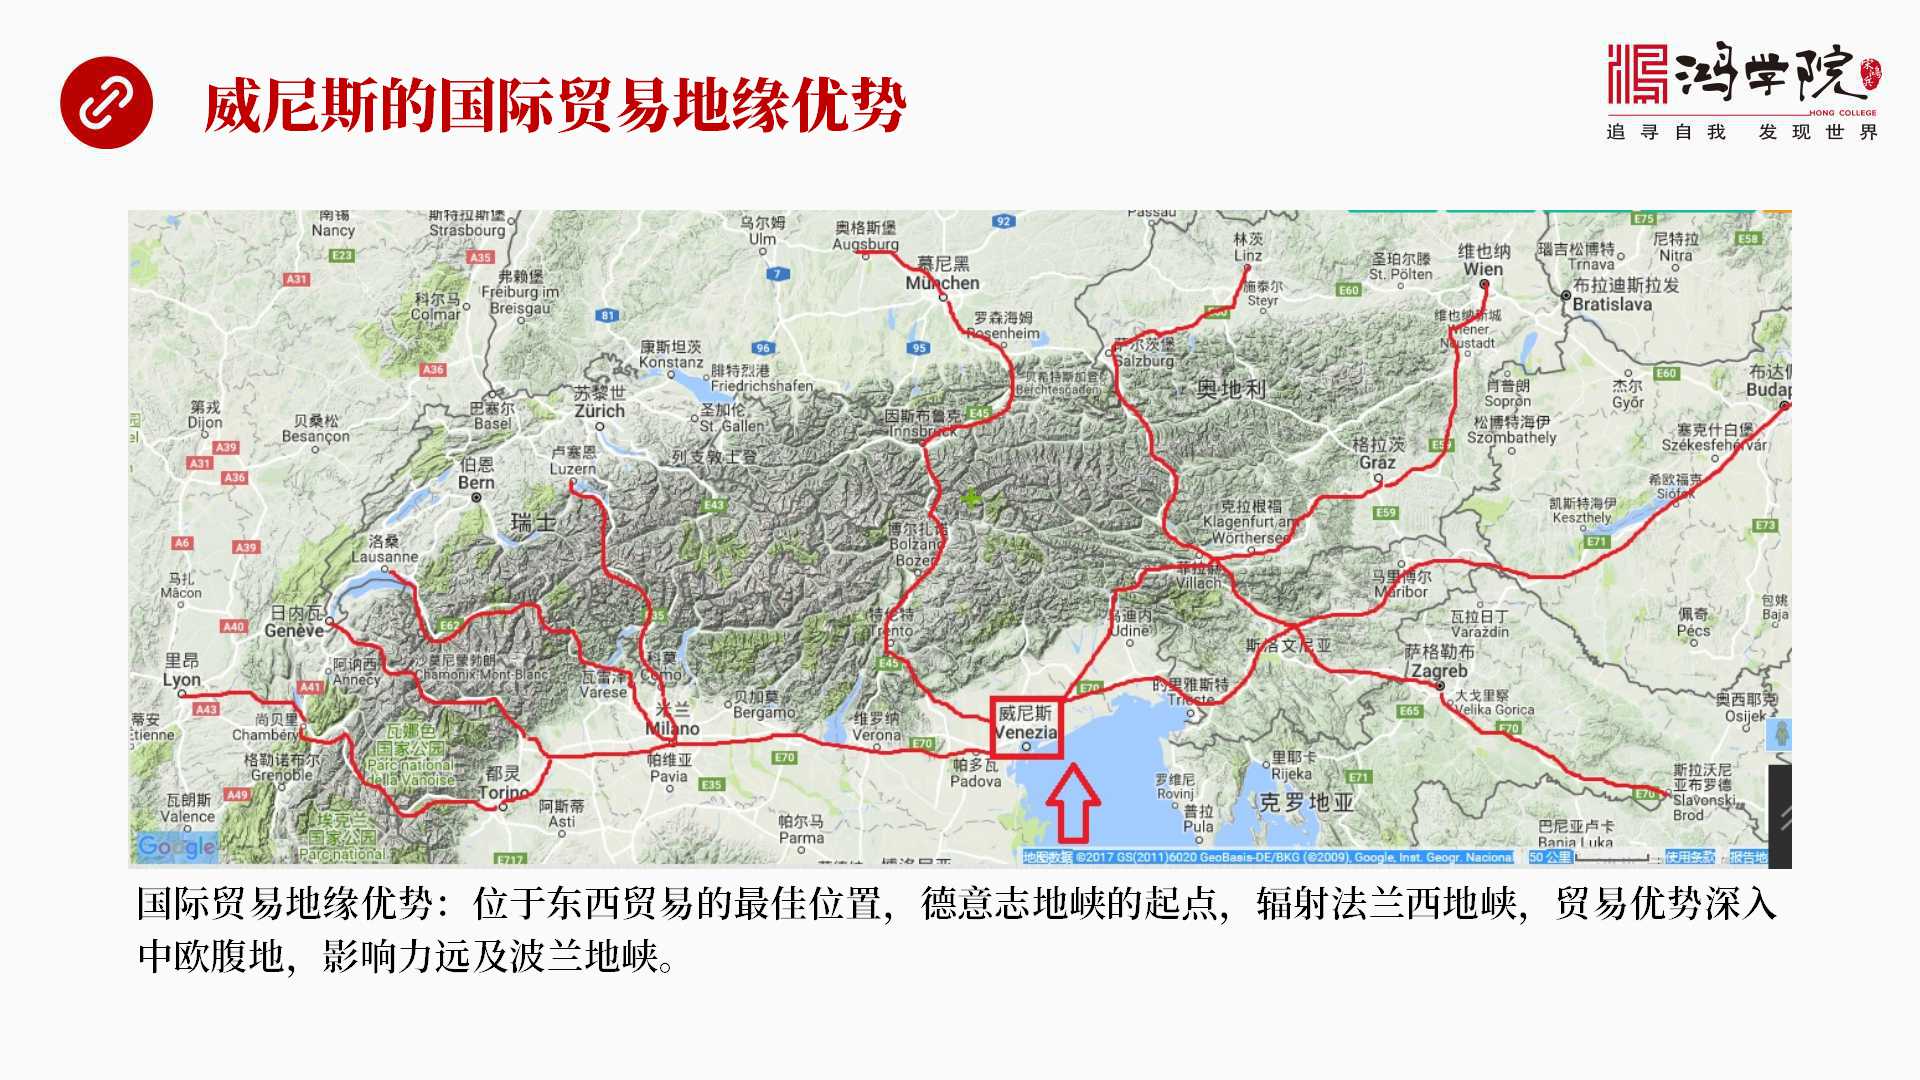 威尼斯的国际贸易地缘优势
鸿学院
宋鸿兵
HONG COLLEGE
追寻自我 发现世界
南锡
Nancy
斯特拉斯堡
Strasbourg
乌尔姆
Ulm
奥格斯堡
Augsburg
92
Passau
林茨
Linz
维也纳
Wien
E75
尼特拉
Nitra
E58
瑞吉松博特
Trnava
E23
A35
A31
7
慕尼黑
München
圣珀尔滕
St. Pölten
E60
施泰尔
Steyr
布拉迪斯拉发
Bratislava
弗赖堡
Freiburg im
Breisgau
科尔马
Colmar
81
罗森海姆
Rosenheim
维也纳新城
Wiener
Neustadt
96
95
康斯坦茨
Konstanz
腓特烈港
Friedrichshafen
萨尔茨堡
Salzburg
A36
贝希特斯加登
Berchtesgaden
奥地利
肖普朗
Sopron
杰尔
Győr
E60
苏黎世
Zürich
圣加伦
St. Gallen
巴塞尔
Basel
第戎
Dijon
贝桑松
Besançon
因斯布鲁克
Innsbruck
E45
松博特海伊
Szombathely
塞克什白堡
Székesfehérvár
格拉茨
Graz
E59
A39
A31
A36
伯恩
Bern
卢塞恩
Luzern
列支敦士登
E43
希欧福克
Siófok
凯斯特海伊
Keszthely
克拉根福
Klagenfurt am
Wörthersee
E59
E73
E71
瑞士
博尔扎诺
Bolzano
Bozen
A6
A39
洛桑
Lausanne
菲拉赫
Villach
马里博尔
Maribor
马扎
Mâcon
日内瓦
Genève
A40
E62
特伦特
Trento
乌迪内
Udine
瓦拉日丁
Varaždin
佩奇
Pécs
包姚
Baja
斯洛文尼亚
萨格勒布
Zagreb
里昂
Lyon
A41
A43
阿讷西
Annecy
沙莫尼蒙勃朗
Chamonix-Mont-Blanc
瓦雷泽
Varese
科莫
Como
E45
贝加莫
Bergamo
米兰
Milano
E70
的里雅斯特
Trieste
大戈里察
Velika Gorica
E65
E70
奥西耶克
Osijek
蒂安
尚贝里
Chambéry
格勒诺布尔
Grenoble
瓦娜色
国家公园
Parc national
de la Vanoise
维罗纳
Verona
E70
威尼斯
Venezia
帕多瓦
Padova
里耶卡
Rijeka
E71
E70
都灵
Torino
帕维亚
Pavia
E70
E35
罗维尼
Rovinj
普拉
Pula
克罗地亚
斯拉沃尼
亚布罗德
Slavonski
Brod
A49
瓦朗斯
Valence
埃克兰
国家公园
Parc national
阿斯蒂
Asti
帕尔马
Parma
巴尼亚卢卡
Banja Luka
E717
Google
地图数据 ©2017 GS(2011)6020 GeoBasis-DE/BKG (©2009), Google, Inst. Geogr. Nacional
50 公里
使用条款
国际贸易地缘优势：位于东西贸易的最佳位置，德意志地峡的起点，辐射法兰西地峡，贸易优势深入
中欧腹地，影响力远及波兰地峡。